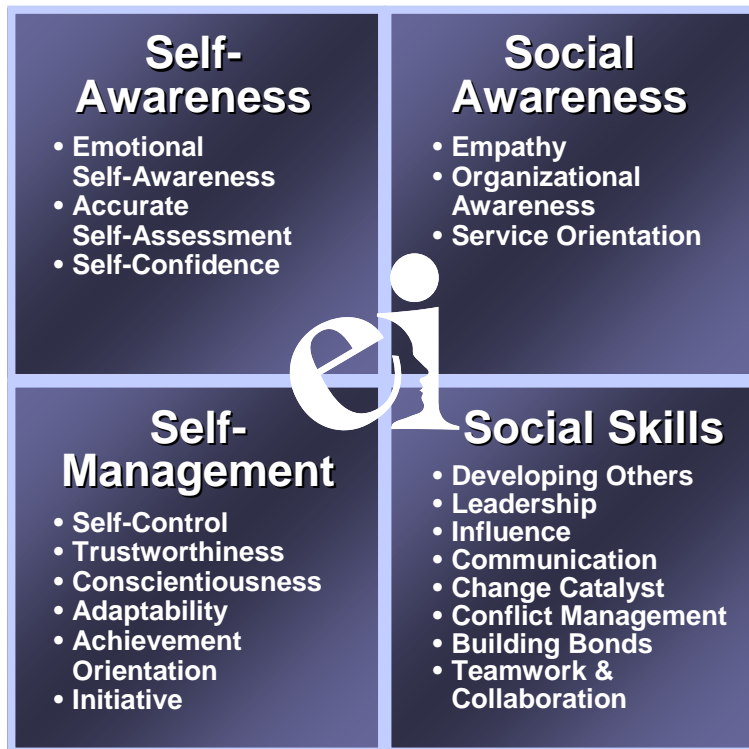 Self-
Awareness
• Emotional
Self-Awareness
• Accurate
Self-Assessment
• Self-Confidence
Social
Awareness
• Empathy
• Organizational
Awareness
• Service Orientation
ei
Self-
Management
• Self-Control
• Trustworthiness
• Conscientiousness
• Adaptability
• Achievement
Orientation
• Initiative
Social Skills
• Developing Others
• Leadership
• Influence
• Communication
• Change Catalyst
• Conflict Management
• Building Bonds
• Teamwork &
Collaboration